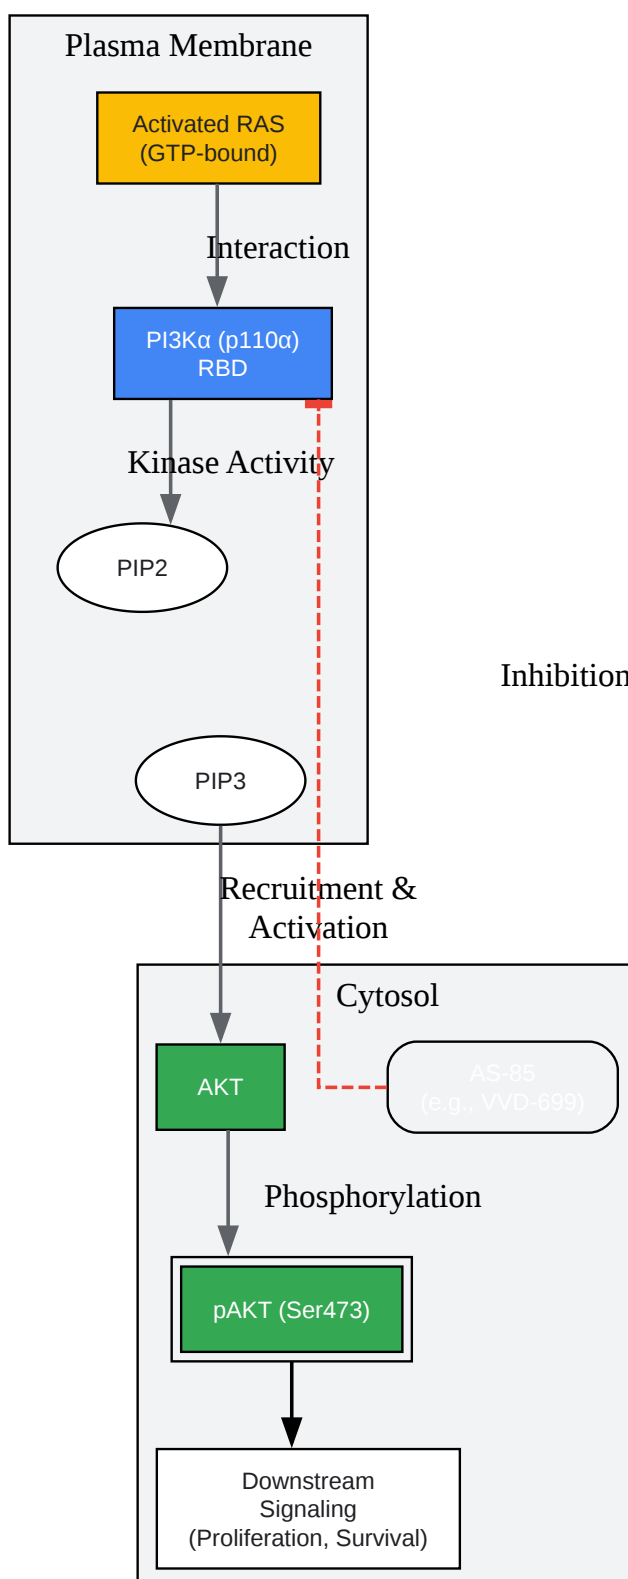 Plasma Membrane
Activated RAS
(GTP-bound)
Interaction
PI3Kα (p110α)
RBD
Kinase Activity
PIP2
Inhibition
PIP3
Recruitment &
Activation
Cytosol
AKT
AS-85
(e.g., VVD-699)
Phosphorylation
pAKT (Ser473)
Downstream
Signaling
(Proliferation, Survival)